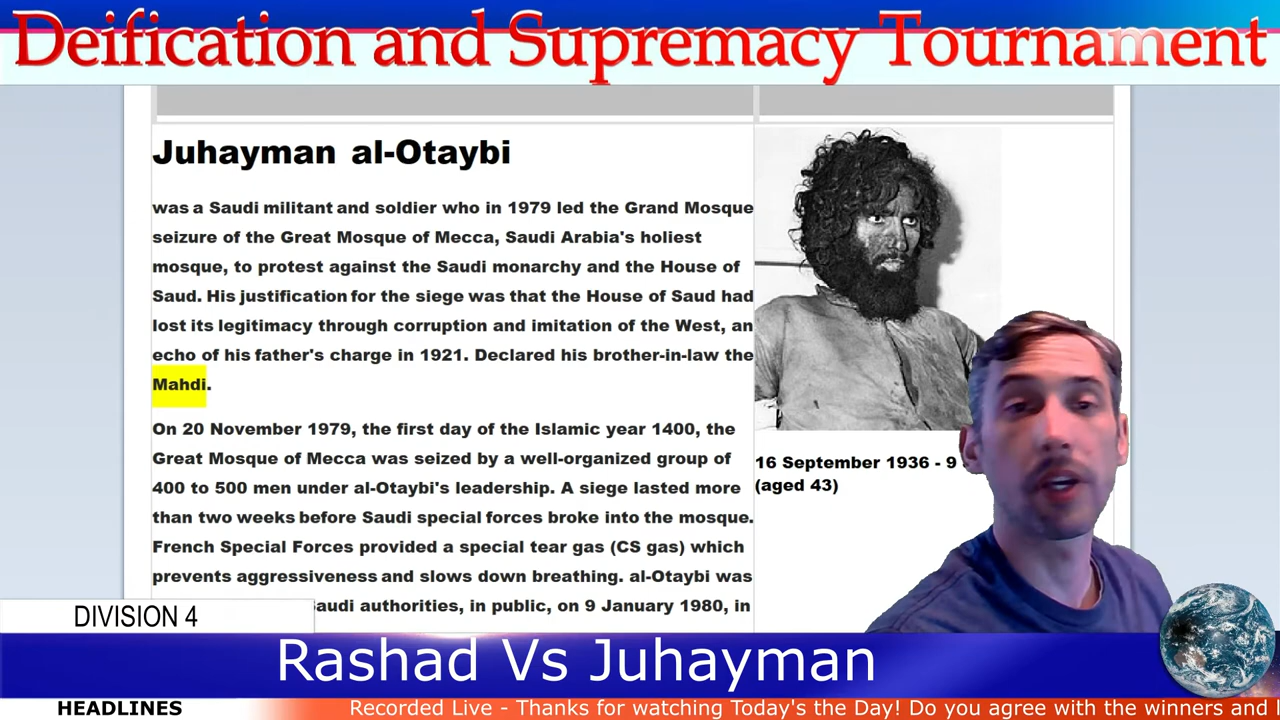 Deification and Supremacy Tournament
Juhayman al-Otaybi
was a Saudi militant and soldier who in 1979 led the Grand Mosque
seizure of the Great Mosque of Mecca, Saudi Arabia's holiest
mosque, to protest against the Saudi monarchy and the House of
Saud. His justification for the siege was that the House of Saud had
lost its legitimacy through corruption and imitation of the West, an
echo of his father's charge in 1921. Declared his brother-in-law the
Mahdi.
On 20 November 1979, the first day of the Islamic year 1400, the
Great Mosque of Mecca was seized by a well-organized group of
400 to 500 men under al-Otaybi's leadership. A siege lasted more
than two weeks before Saudi special forces broke into the mosque.
French Special Forces provided a special tear gas (CS gas) which
prevents aggressiveness and slows down breathing. al-Otaybi was
audi authorities, in public, on 9 January 1980, in
16 September 1936 - 9
(aged 43)
DIVISION 4
Rashad Vs Juhayman
HEADLINES
Recorded Live - Thanks for watching Today's the Day! Do you agree with the winners and